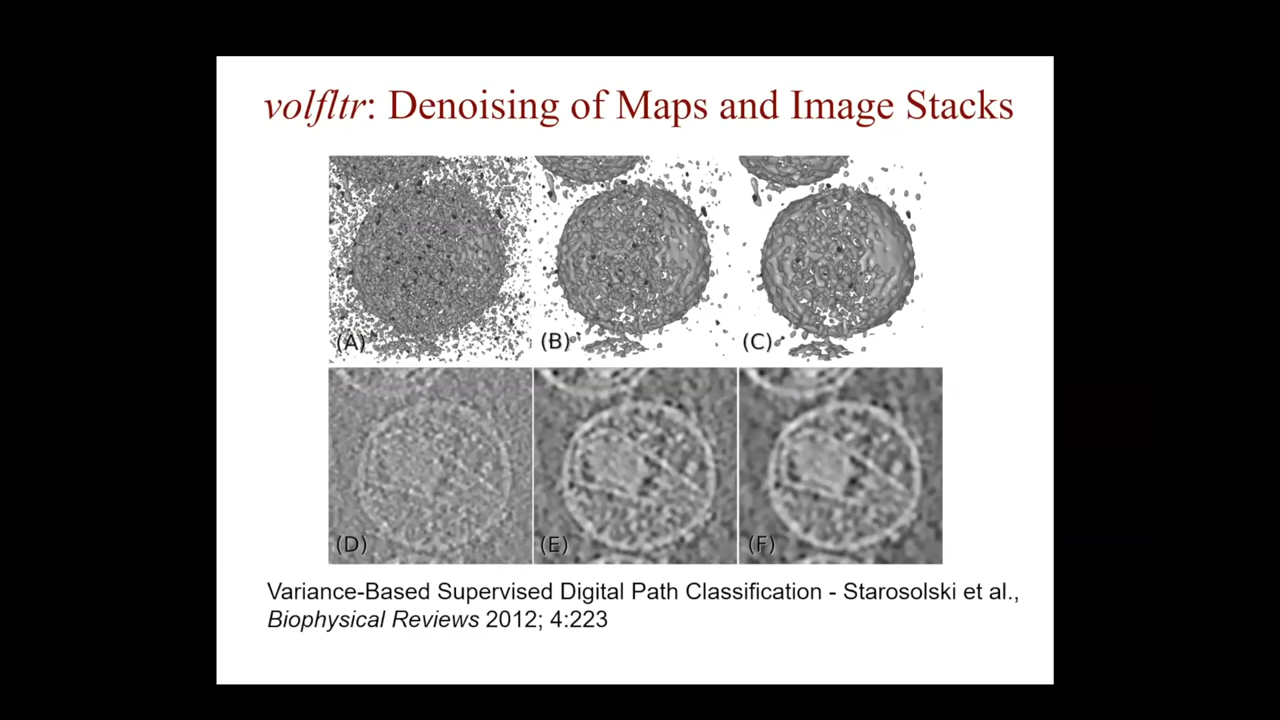 volfltr: Denoising of Maps and Image Stacks
(A) (B) (C)
(D) (E) (F)
Variance-Based Supervised Digital Path Classification - Starosolski et al.,
Biophysical Reviews 2012; 4:223